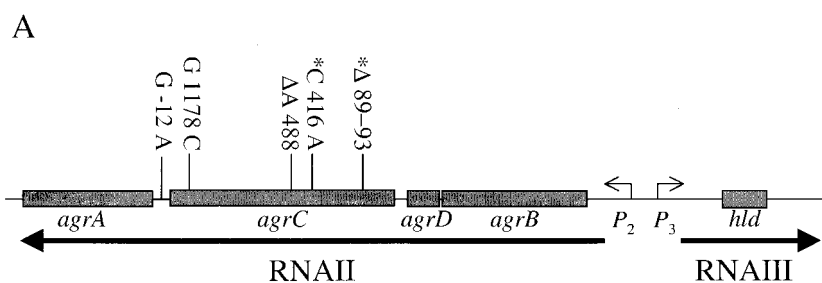 A
G -12 A
G 1178 C
ΔA 488
*C 416 A
*Δ 89–93
agrA agrC agrD agrB P2 P3 hld
RNAII RNAIII